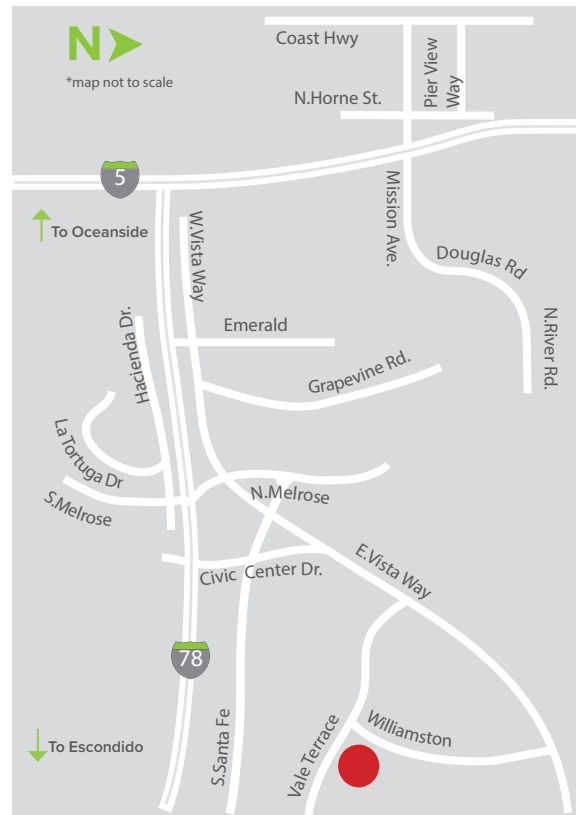 Coast Hwy
N
*map not to scale
Pier View
Way
N.Horne St.
5
Mission Ave.
To Oceanside
W.Vista Way
Douglas Rd
N.River Rd.
Emerald
Hacienda Dr.
Grapevine Rd.
La Tortuga Dr
S.Melrose
N.Melrose
Civic Center Dr.
E.Vista Way
78
S.Santa Fe
Vale Terrace
Williamston
To Escondido